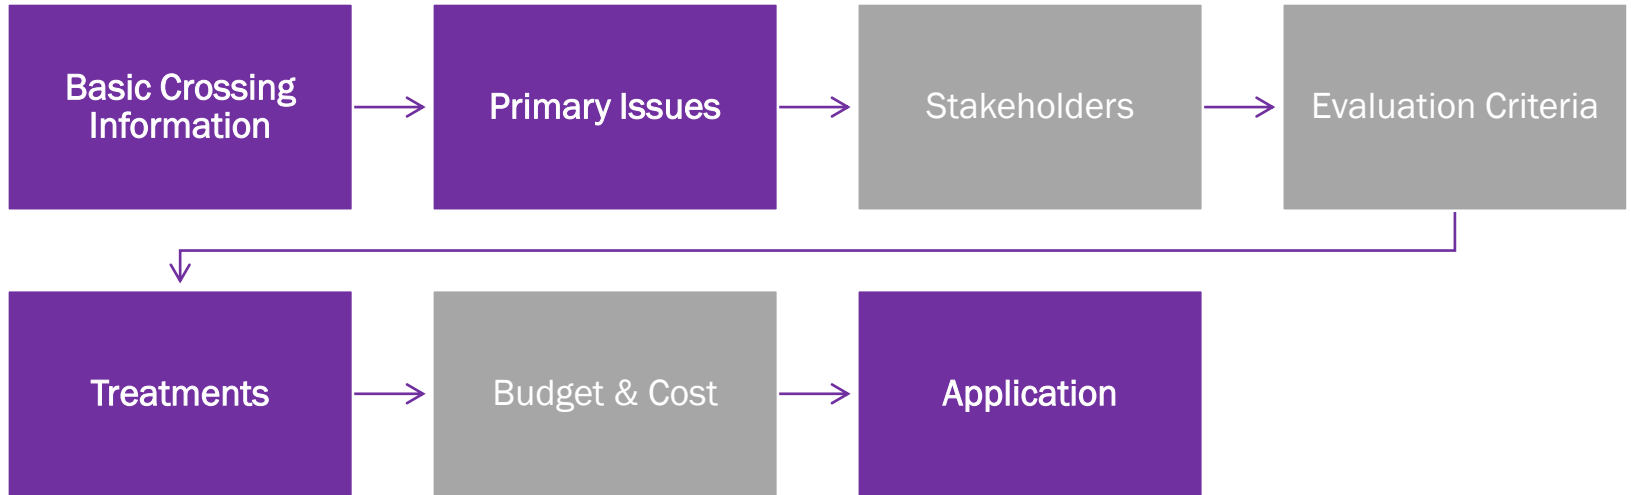 Basic Crossing
Information
Primary Issues
Stakeholders
Evaluation Criteria
Treatments
Budget & Cost
Application